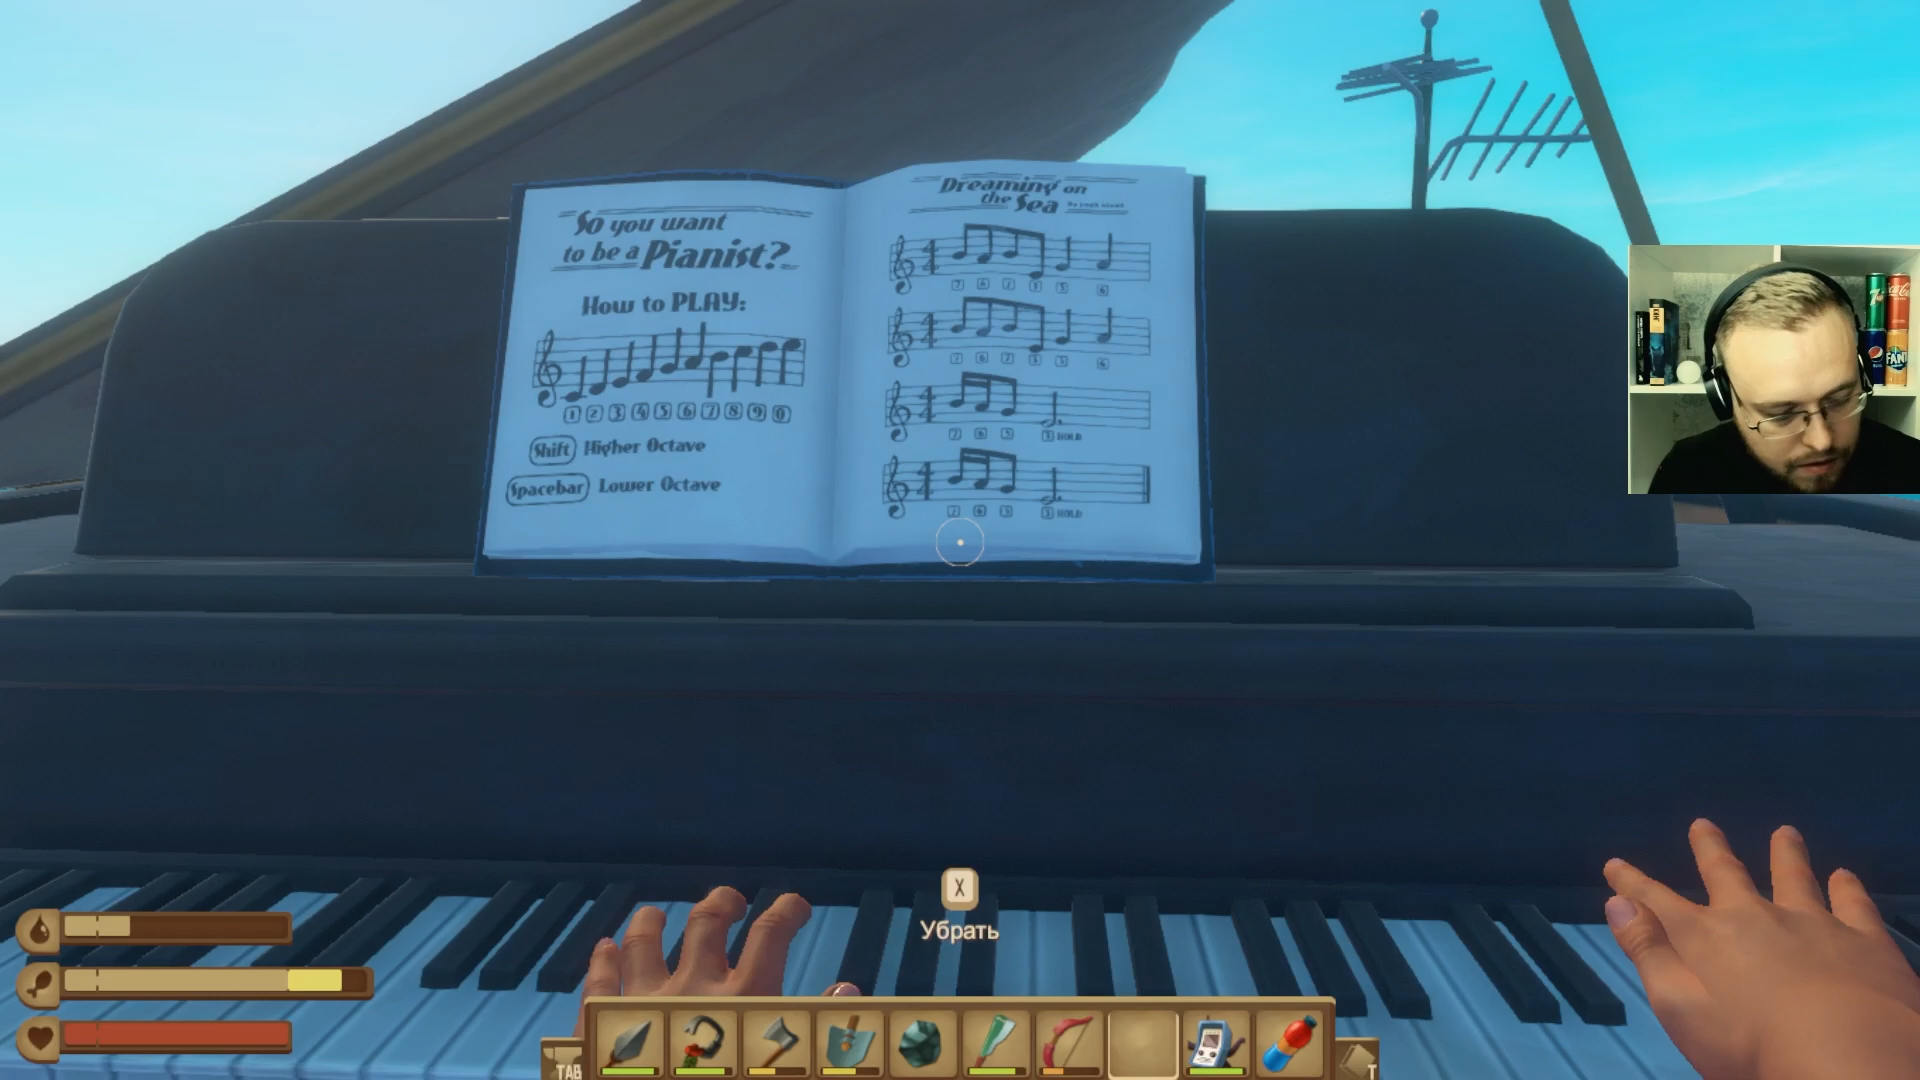 So you want
to be a Pianist?
How to PLAY:
1 2 3 4 5 6 7 8 9 0
Shift Higher Octave
Spacebar Lower Octave
Dreaming on
the Sea
7 6 7 3 5 6
7 6 7 3 5 6
7 6 5 3 HOLD
7 6 5 3 HOLD
X
Убрать
TAB
T